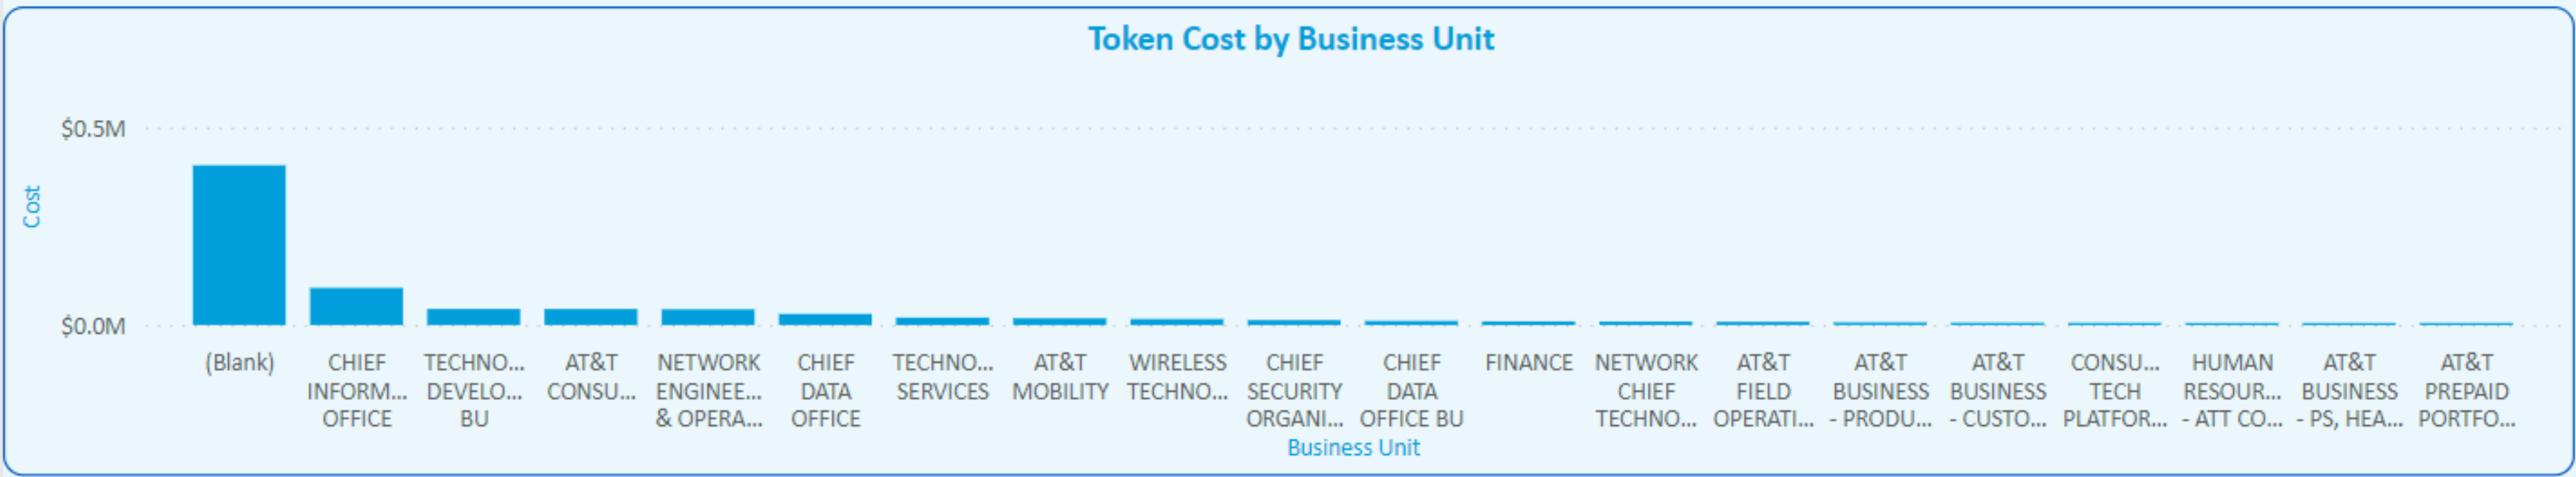 Token Cost by Business Unit
$0.5M
Cost
$0.0M
(Blank)
CHIEF
INFORM...
OFFICE
TECHNO...
DEVELO...
BU
AT&T
CONSU...
NETWORK
ENGINEE...
& OPERA...
CHIEF
DATA
OFFICE
TECHNO...
SERVICES
AT&T
MOBILITY
WIRELESS
TECHNO...
CHIEF
SECURITY
ORGANI...
CHIEF
DATA
OFFICE BU
FINANCE
NETWORK
CHIEF
TECHNO...
AT&T
FIELD
OPERATI...
AT&T
BUSINESS
- PRODU...
AT&T
BUSINESS
- CUSTO...
CONSU...
TECH
PLATFOR...
HUMAN
RESOUR...
- ATT CO...
AT&T
BUSINESS
- PS, HEA...
AT&T
PREPAID
PORTFO...
Business Unit